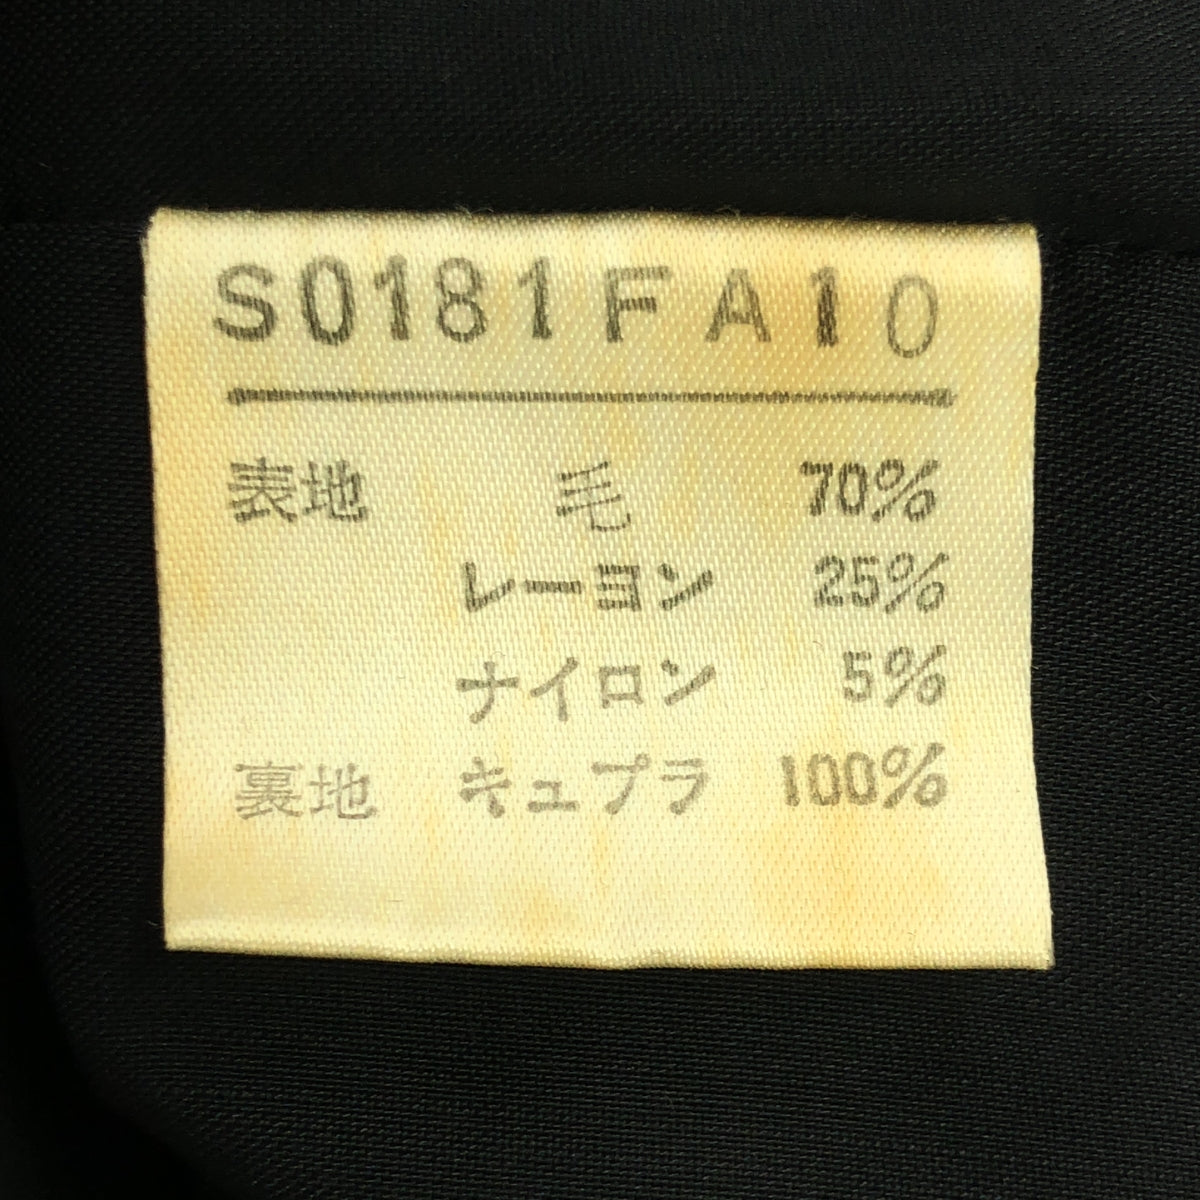 S0181FA10
表地 毛 70%
レーヨン 25%
ナイロン 5%
裏地 キュプラ 100%